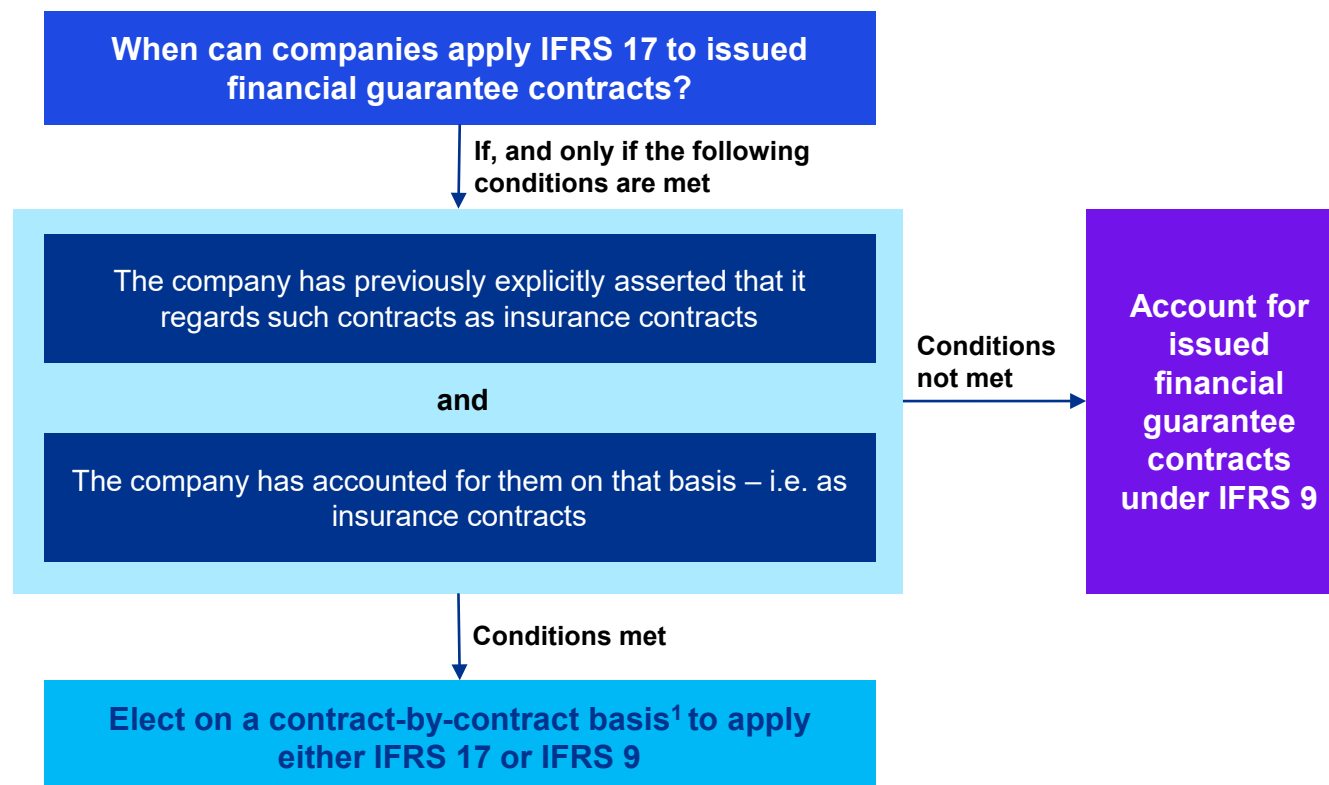 When can companies apply IFRS 17 to issued
financial guarantee contracts?
If, and only if the following
conditions are met
The company has previously explicitly asserted that it
regards such contracts as insurance contracts
and
The company has accounted for them on that basis – i.e. as
insurance contracts
Conditions
not met
Account for
issued
financial
guarantee
contracts
under IFRS 9
Conditions met
Elect on a contract-by-contract basis¹ to apply
either IFRS 17 or IFRS 9